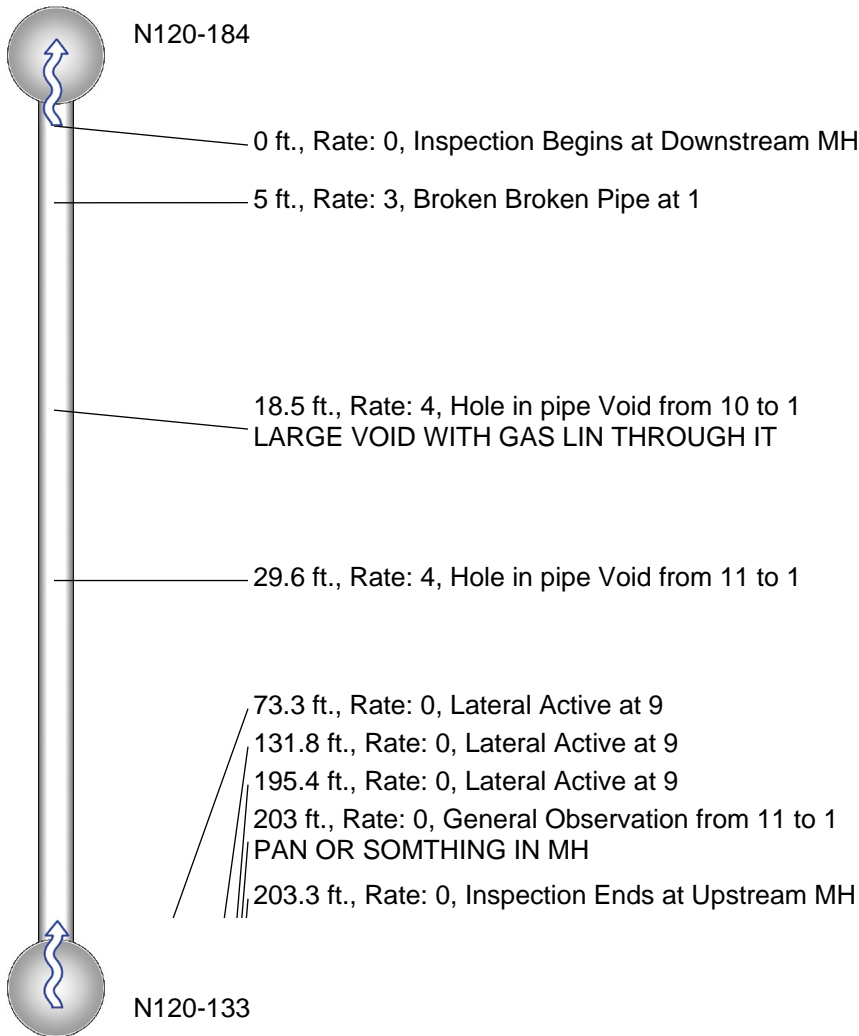 N120-184
0 ft., Rate: 0, Inspection Begins at Downstream MH
5 ft., Rate: 3, Broken Broken Pipe at 1
18.5 ft., Rate: 4, Hole in pipe Void from 10 to 1
LARGE VOID WITH GAS LIN THROUGH IT
29.6 ft., Rate: 4, Hole in pipe Void from 11 to 1
73.3 ft., Rate: 0, Lateral Active at 9
131.8 ft., Rate: 0, Lateral Active at 9
195.4 ft., Rate: 0, Lateral Active at 9
203 ft., Rate: 0, General Observation from 11 to 1
PAN OR SOMTHING IN MH
203.3 ft., Rate: 0, Inspection Ends at Upstream MH
N120-133